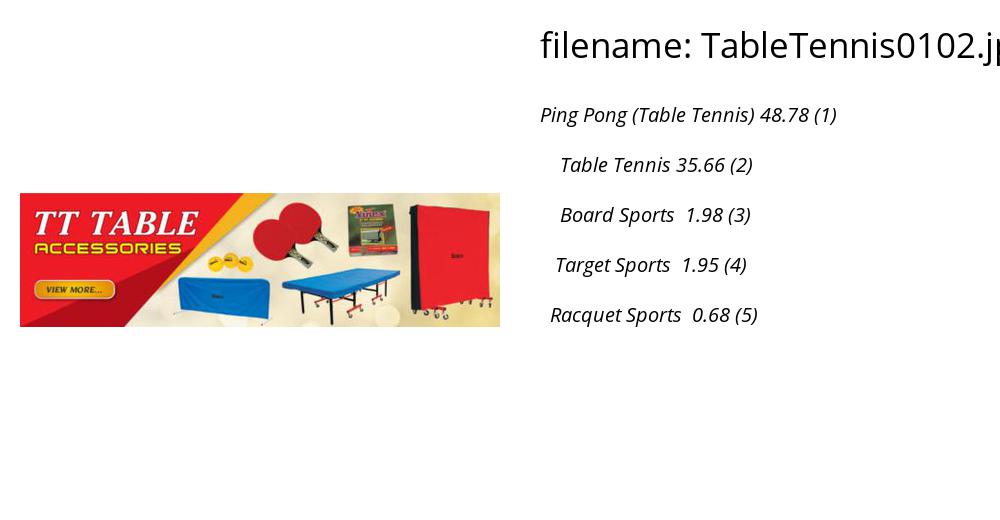 filename: TableTennis0102.jp
Ping Pong (Table Tennis) 48.78 (1)
Table Tennis 35.66 (2)
Board Sports 1.98 (3)
Target Sports 1.95 (4)
Racquet Sports 0.68 (5)
TT TABLE
ACCESSORIES
VIEW MORE...